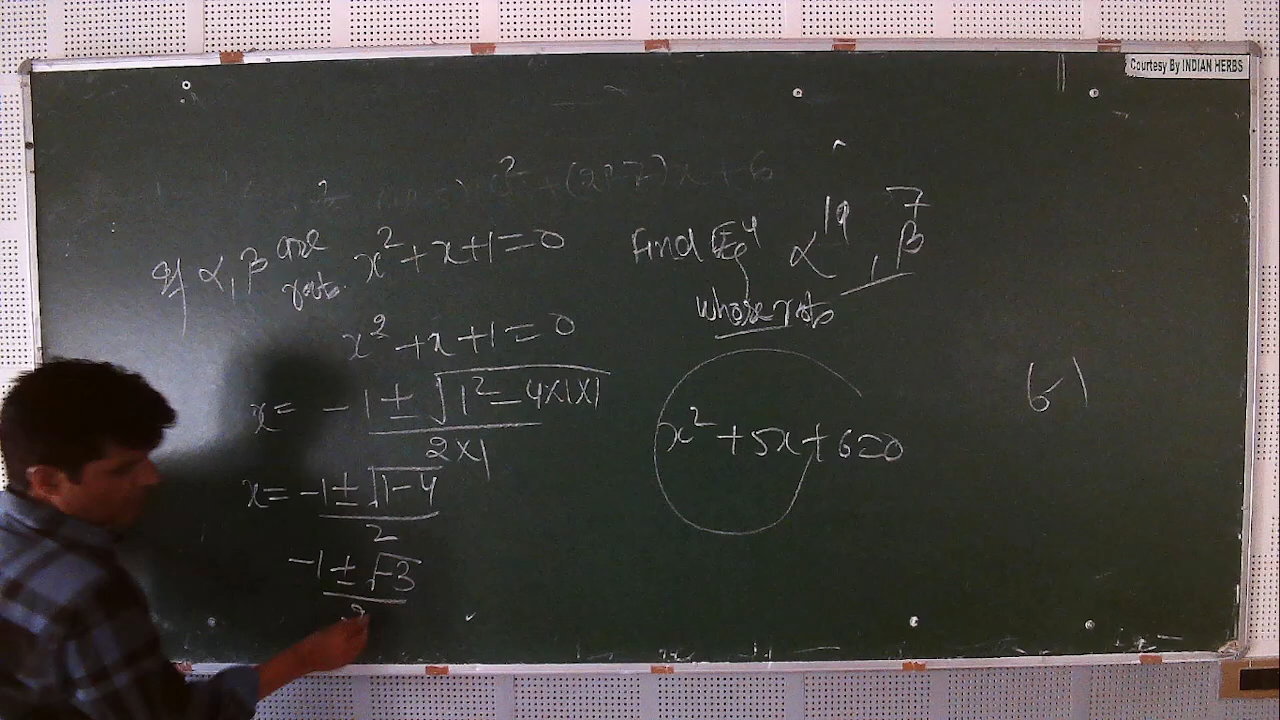 Courtesy By INDIAN HERBS
If α, β are roots x² + x + 1 = 0
Find Eqⁿ whose roots α¹⁹, β⁷
x² + x + 1 = 0
x = -1 ± √1² - 4×1×1
2×1
x = -1 ± √1-4
2
-1 ± √-3
2
x² + 5x + 6 = 0
61